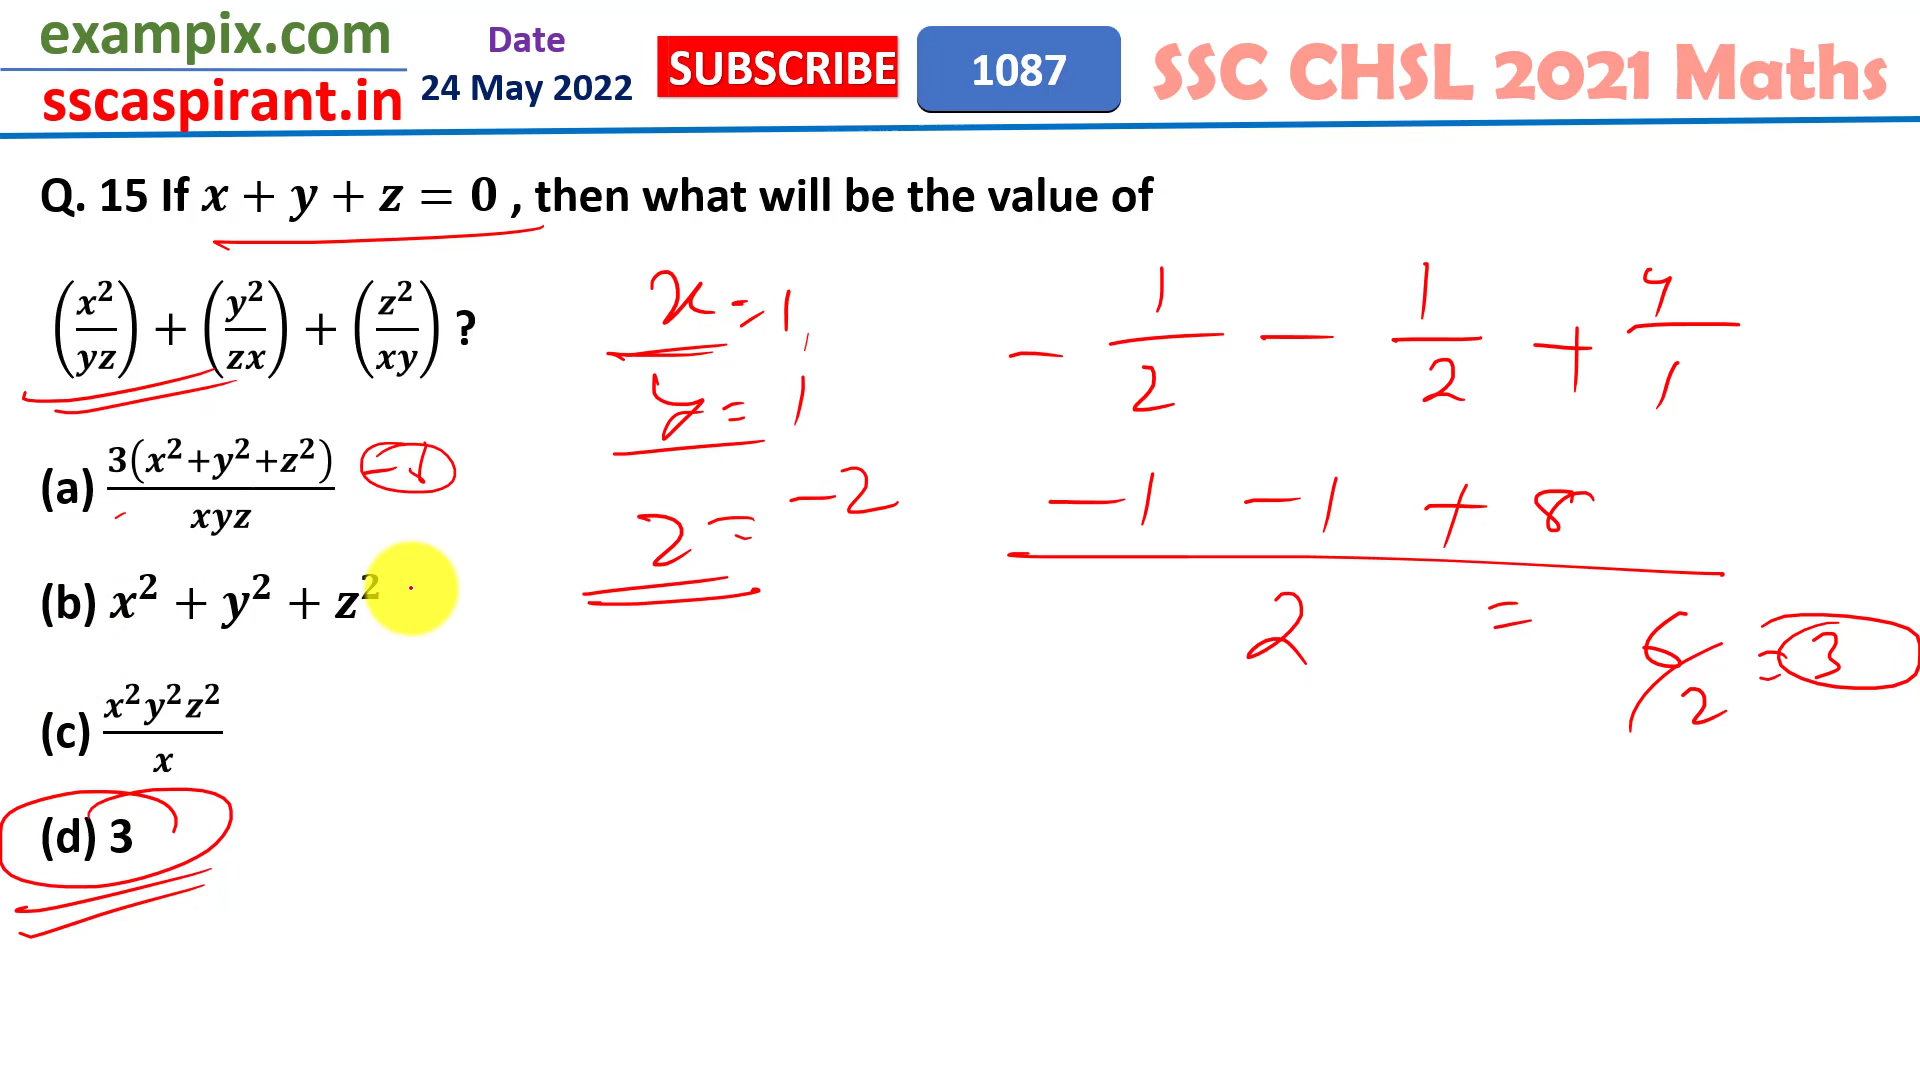 exampix.com
sscaspirant.in
Date
24 May 2022
SUBSCRIBE
1087
SSC CHSL 2021 Maths
Q. 15 If x + y + z = 0 , then what will be the value of
(x²/yz) + (y²/zx) + (z²/xy) ?
(a) 3(x²+y²+z²)/xyz
(b) x² + y² + z²
(c) x²y²z²/x
(d) 3
x = 1,
y = 1
z = -2
- 1/2 - 1/2 + 4/1
-1 -1 + 8
2 = 6/2 = 3